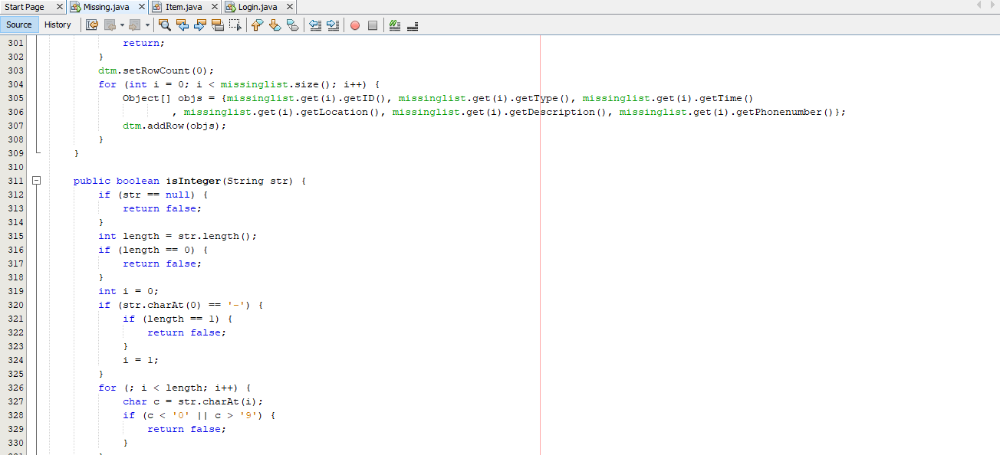 Start Page Missing.java Item.java Login.java
Source History
301 return;
302 }
303 dtm.setRowCount(0);
304 for (int i = 0; i < missinglist.size(); i++) {
305 Object[] objs = {missinglist.get(i).getID(), missinglist.get(i).getType(), missinglist.get(i).getTime()
306 , missinglist.get(i).getLocation(), missinglist.get(i).getDescription(), missinglist.get(i).getPhonenumber()};
307 dtm.addRow(objs);
308 }
309 }
310
311 public boolean isInteger(String str) {
312 if (str == null) {
313 return false;
314 }
315 int length = str.length();
316 if (length == 0) {
317 return false;
318 }
319 int i = 0;
320 if (str.charAt(0) == '-') {
321 if (length == 1) {
322 return false;
323 }
324 i = 1;
325 }
326 for (; i < length; i++) {
327 char c = str.charAt(i);
328 if (c < '0' || c > '9') {
329 return false;
330 }